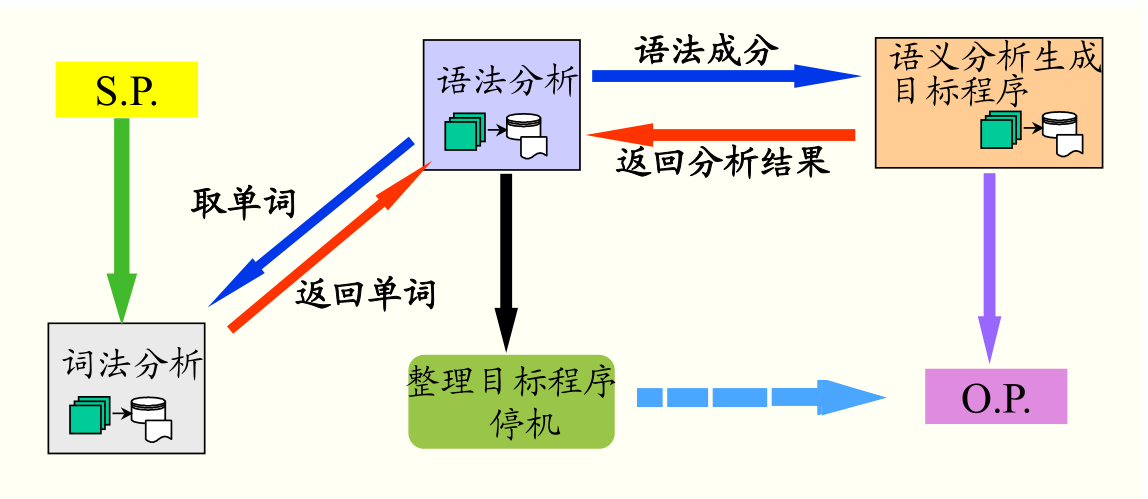 S.P.
语法分析
语法成分
语义分析生成
目标程序
返回分析结果
取单词
返回单词
词法分析
整理目标程序
停机
O.P.